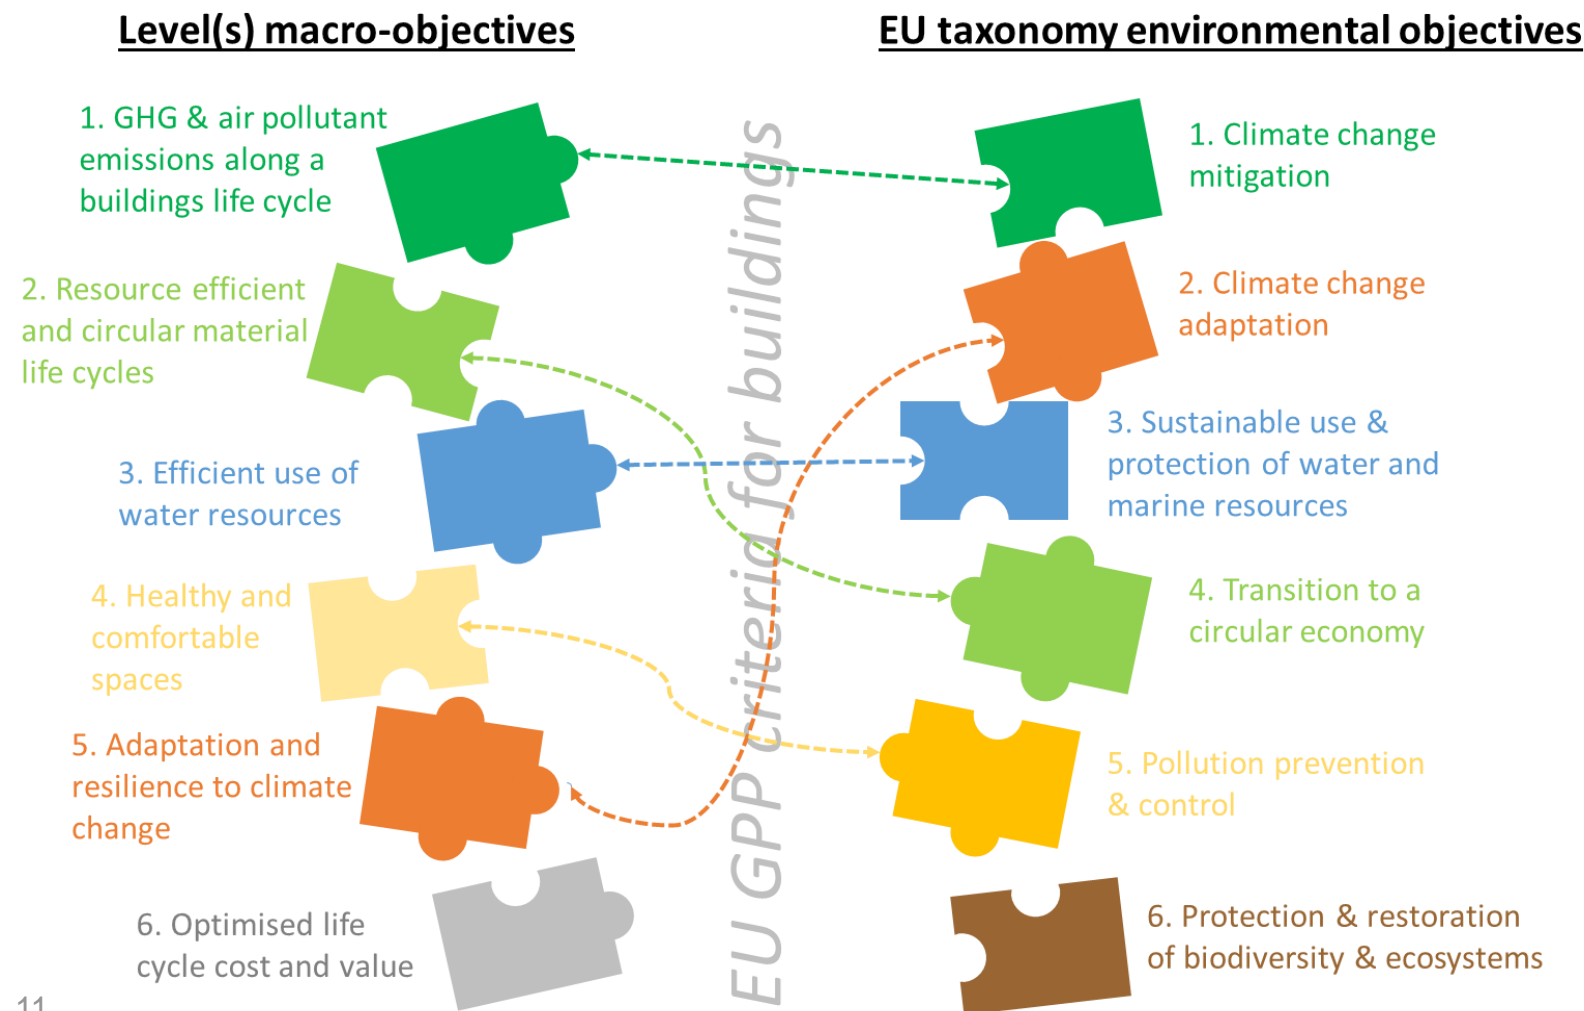 Level(s) macro-objectives
EU taxonomy environmental objectives
1. GHG & air pollutant
emissions along a
buildings life cycle
2. Resource efficient
and circular material
life cycles
3. Efficient use of
water resources
4. Healthy and
comfortable
spaces
5. Adaptation and
resilience to climate
change
6. Optimised life
cycle cost and value
EU GPP criteria for buildings
1. Climate change
mitigation
2. Climate change
adaptation
3. Sustainable use &
protection of water and
marine resources
4. Transition to a
circular economy
5. Pollution prevention
& control
6. Protection & restoration
of biodiversity & ecosystems
11